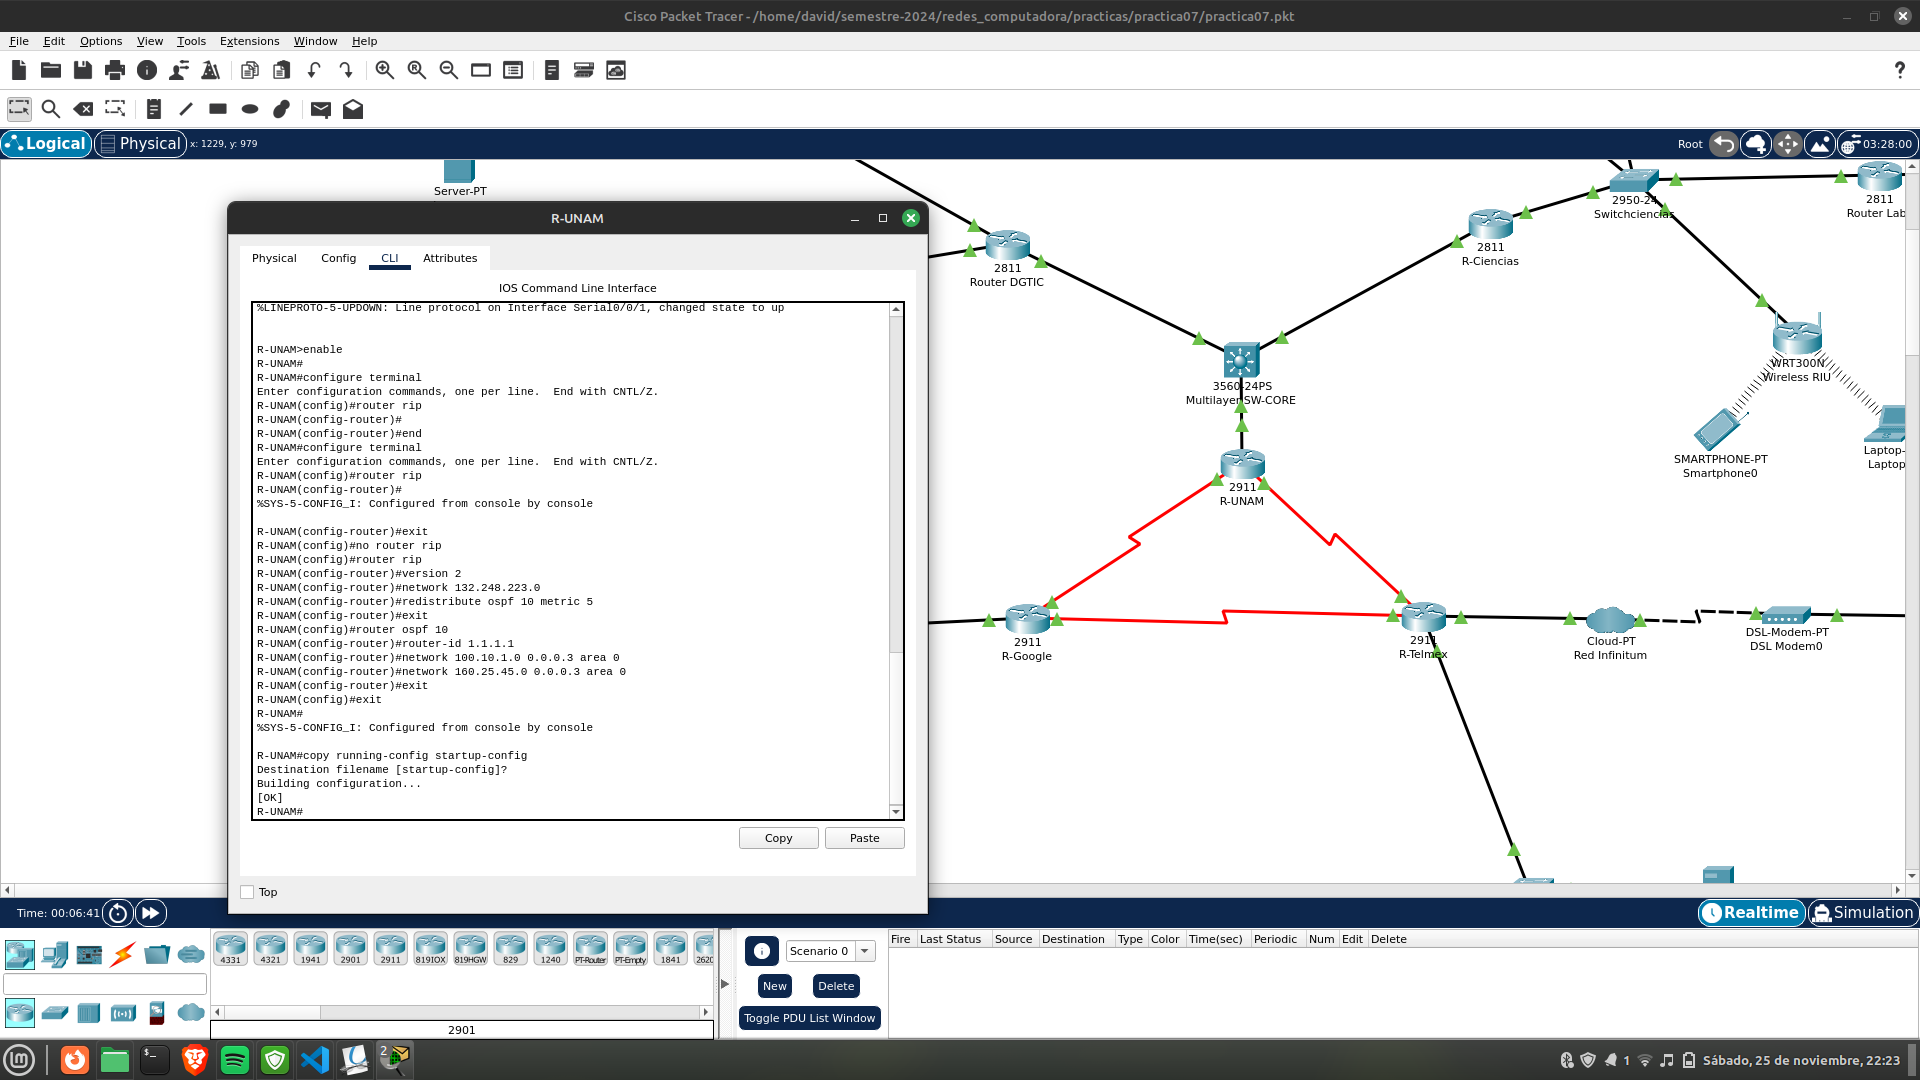 Cisco Packet Tracer - /home/david/semestre-2024/redes_computadora/practicas/practica07/practica07.pkt
File Edit Options View Tools Extensions Window Help
Logical Physical x: 1229, y: 979 Root 03:28:00
Server-PT
R-UNAM
Physical Config CLI Attributes
IOS Command Line Interface
%LINEPROTO-5-UPDOWN: Line protocol on Interface Serial0/0/1, changed state to up
R-UNAM>enable
R-UNAM#
R-UNAM#configure terminal
Enter configuration commands, one per line.  End with CNTL/Z.
R-UNAM(config)#router rip
R-UNAM(config-router)#
R-UNAM(config-router)#end
R-UNAM#configure terminal
Enter configuration commands, one per line.  End with CNTL/Z.
R-UNAM(config)#router rip
R-UNAM(config-router)#
%SYS-5-CONFIG_I: Configured from console by console
R-UNAM(config-router)#exit
R-UNAM(config)#no router rip
R-UNAM(config)#router rip
R-UNAM(config-router)#version 2
R-UNAM(config-router)#network 132.248.223.0
R-UNAM(config-router)#redistribute ospf 10 metric 5
R-UNAM(config-router)#exit
R-UNAM(config)#router ospf 10
R-UNAM(config-router)#router-id 1.1.1.1
R-UNAM(config-router)#network 100.10.1.0 0.0.0.3 area 0
R-UNAM(config-router)#network 160.25.45.0 0.0.0.3 area 0
R-UNAM(config-router)#exit
R-UNAM(config)#exit
R-UNAM#
%SYS-5-CONFIG_I: Configured from console by console
R-UNAM#copy running-config startup-config
Destination filename [startup-config]?
Building configuration...
[OK]
R-UNAM#
Copy Paste
Top
2811
Router DGTIC
2811
R-Ciencias
2950-24
Switchciencias
2811
Router Lab
3560-24PS
Multilayer SW-CORE
WRT300N
Wireless RIU
SMARTPHONE-PT
Smartphone0
Laptop-
Laptop
2911
R-UNAM
2911
R-Google
2911
R-Telmex
Cloud-PT
Red Infinitum
DSL-Modem-PT
DSL Modem0
Time: 00:06:41 Realtime Simulation
4331 4321 1941 2901 2911 819IOX 819HGW 829 1240 PT-Router PT-Empty 1841 2620
2901
Scenario 0
New Delete
Toggle PDU List Window
Fire Last Status Source Destination Type Color Time(sec) Periodic Num Edit Delete
2 1 Sábado, 25 de noviembre, 22:23